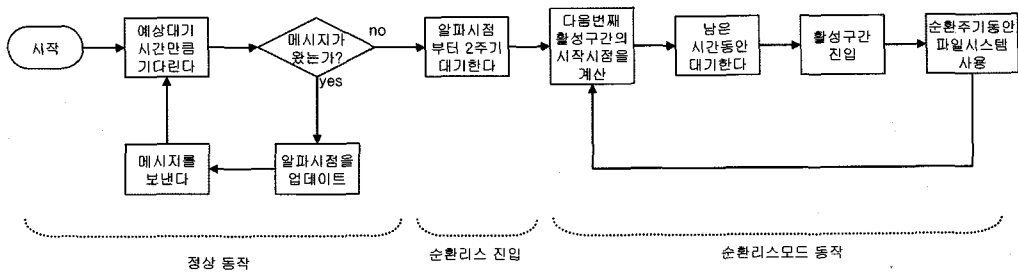 시작
예상대기
시간만큼
기다린다
메시지가
왔는가?
no
yes
알파시점
부터 2주기
대기한다
다음번째
활성구간의
시작시점을
계산
남은
시간동안
대기한다
활성구간
진입
순환주기동안
파일시스템
사용
메시지를
보낸다
알파시점을
업데이트
정상 동작
순환리스 진입
순환리스모드 동작